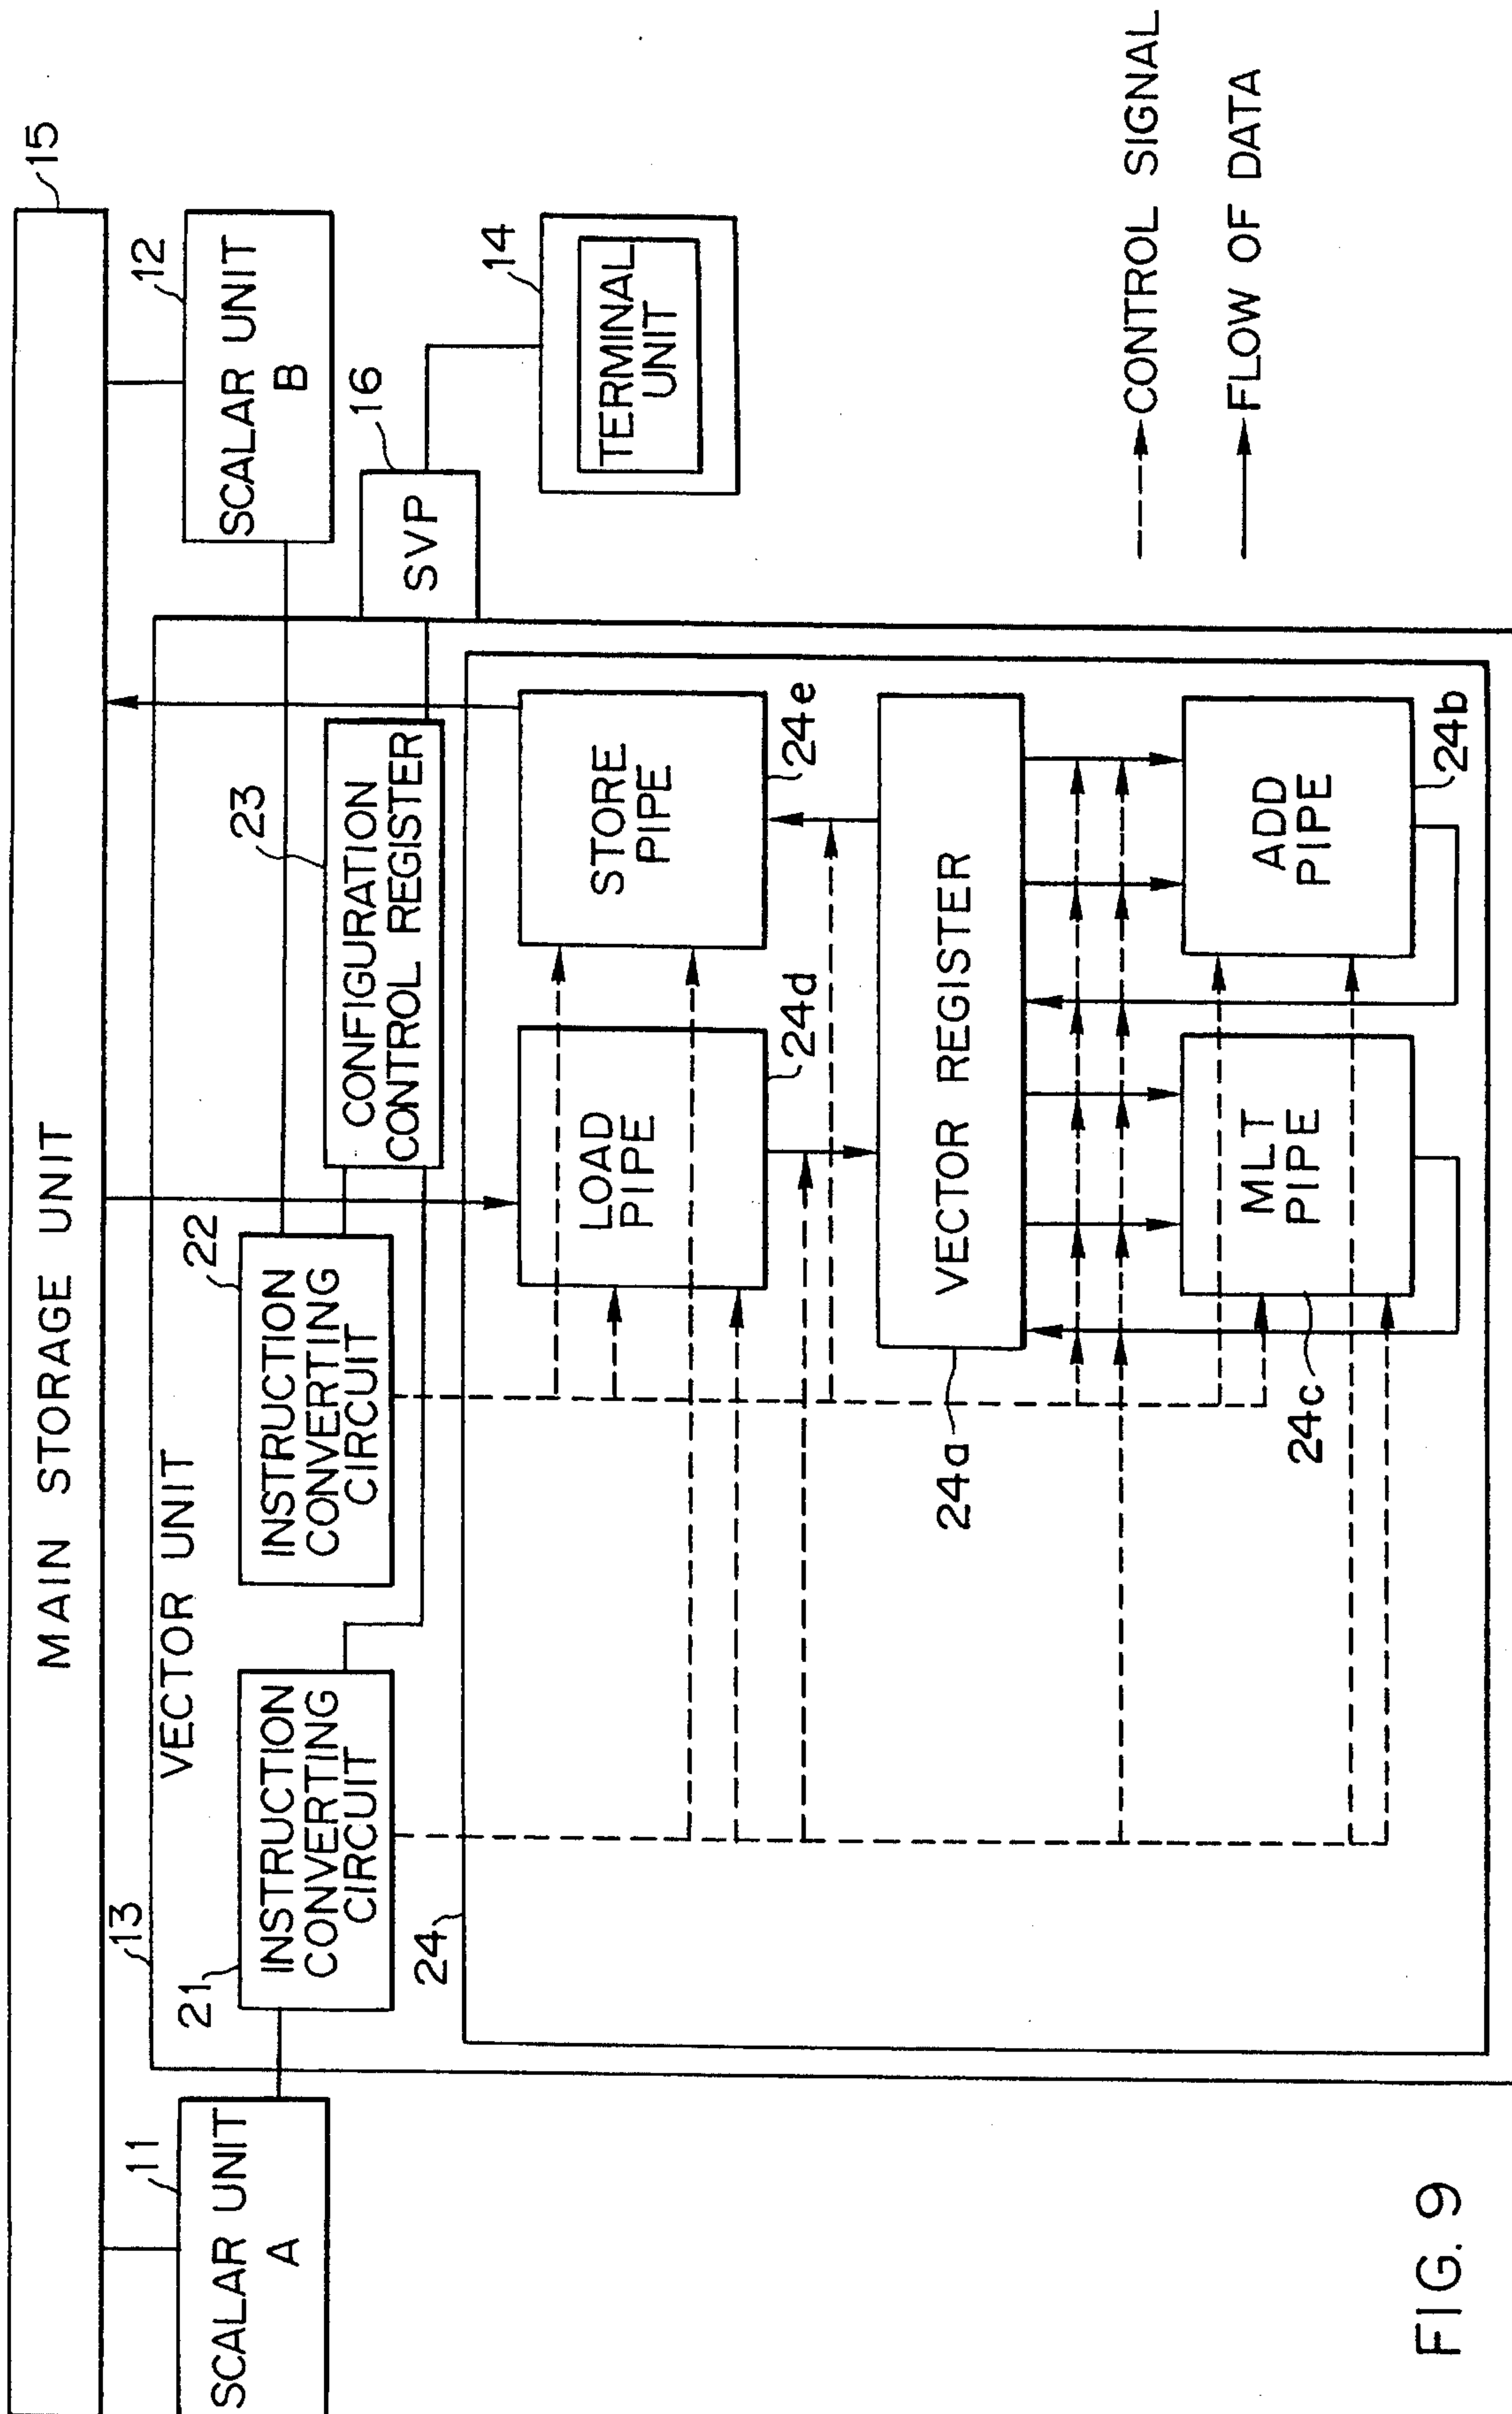 MAIN STORAGE UNIT
15
11
SCALAR UNIT
A
13
VECTOR UNIT
12
SCALAR UNIT
B
21
INSTRUCTION
CONVERTING
CIRCUIT
22
INSTRUCTION
CONVERTING
CIRCUIT
23
CONFIGURATION
CONTROL REGISTER
16
SVP
14
TERMINAL
UNIT
24
LOAD
PIPE
24d
STORE
PIPE
24e
VECTOR REGISTER
24a
MLT
PIPE
24c
ADD
PIPE
24b
CONTROL SIGNAL
FLOW OF DATA
FIG. 9